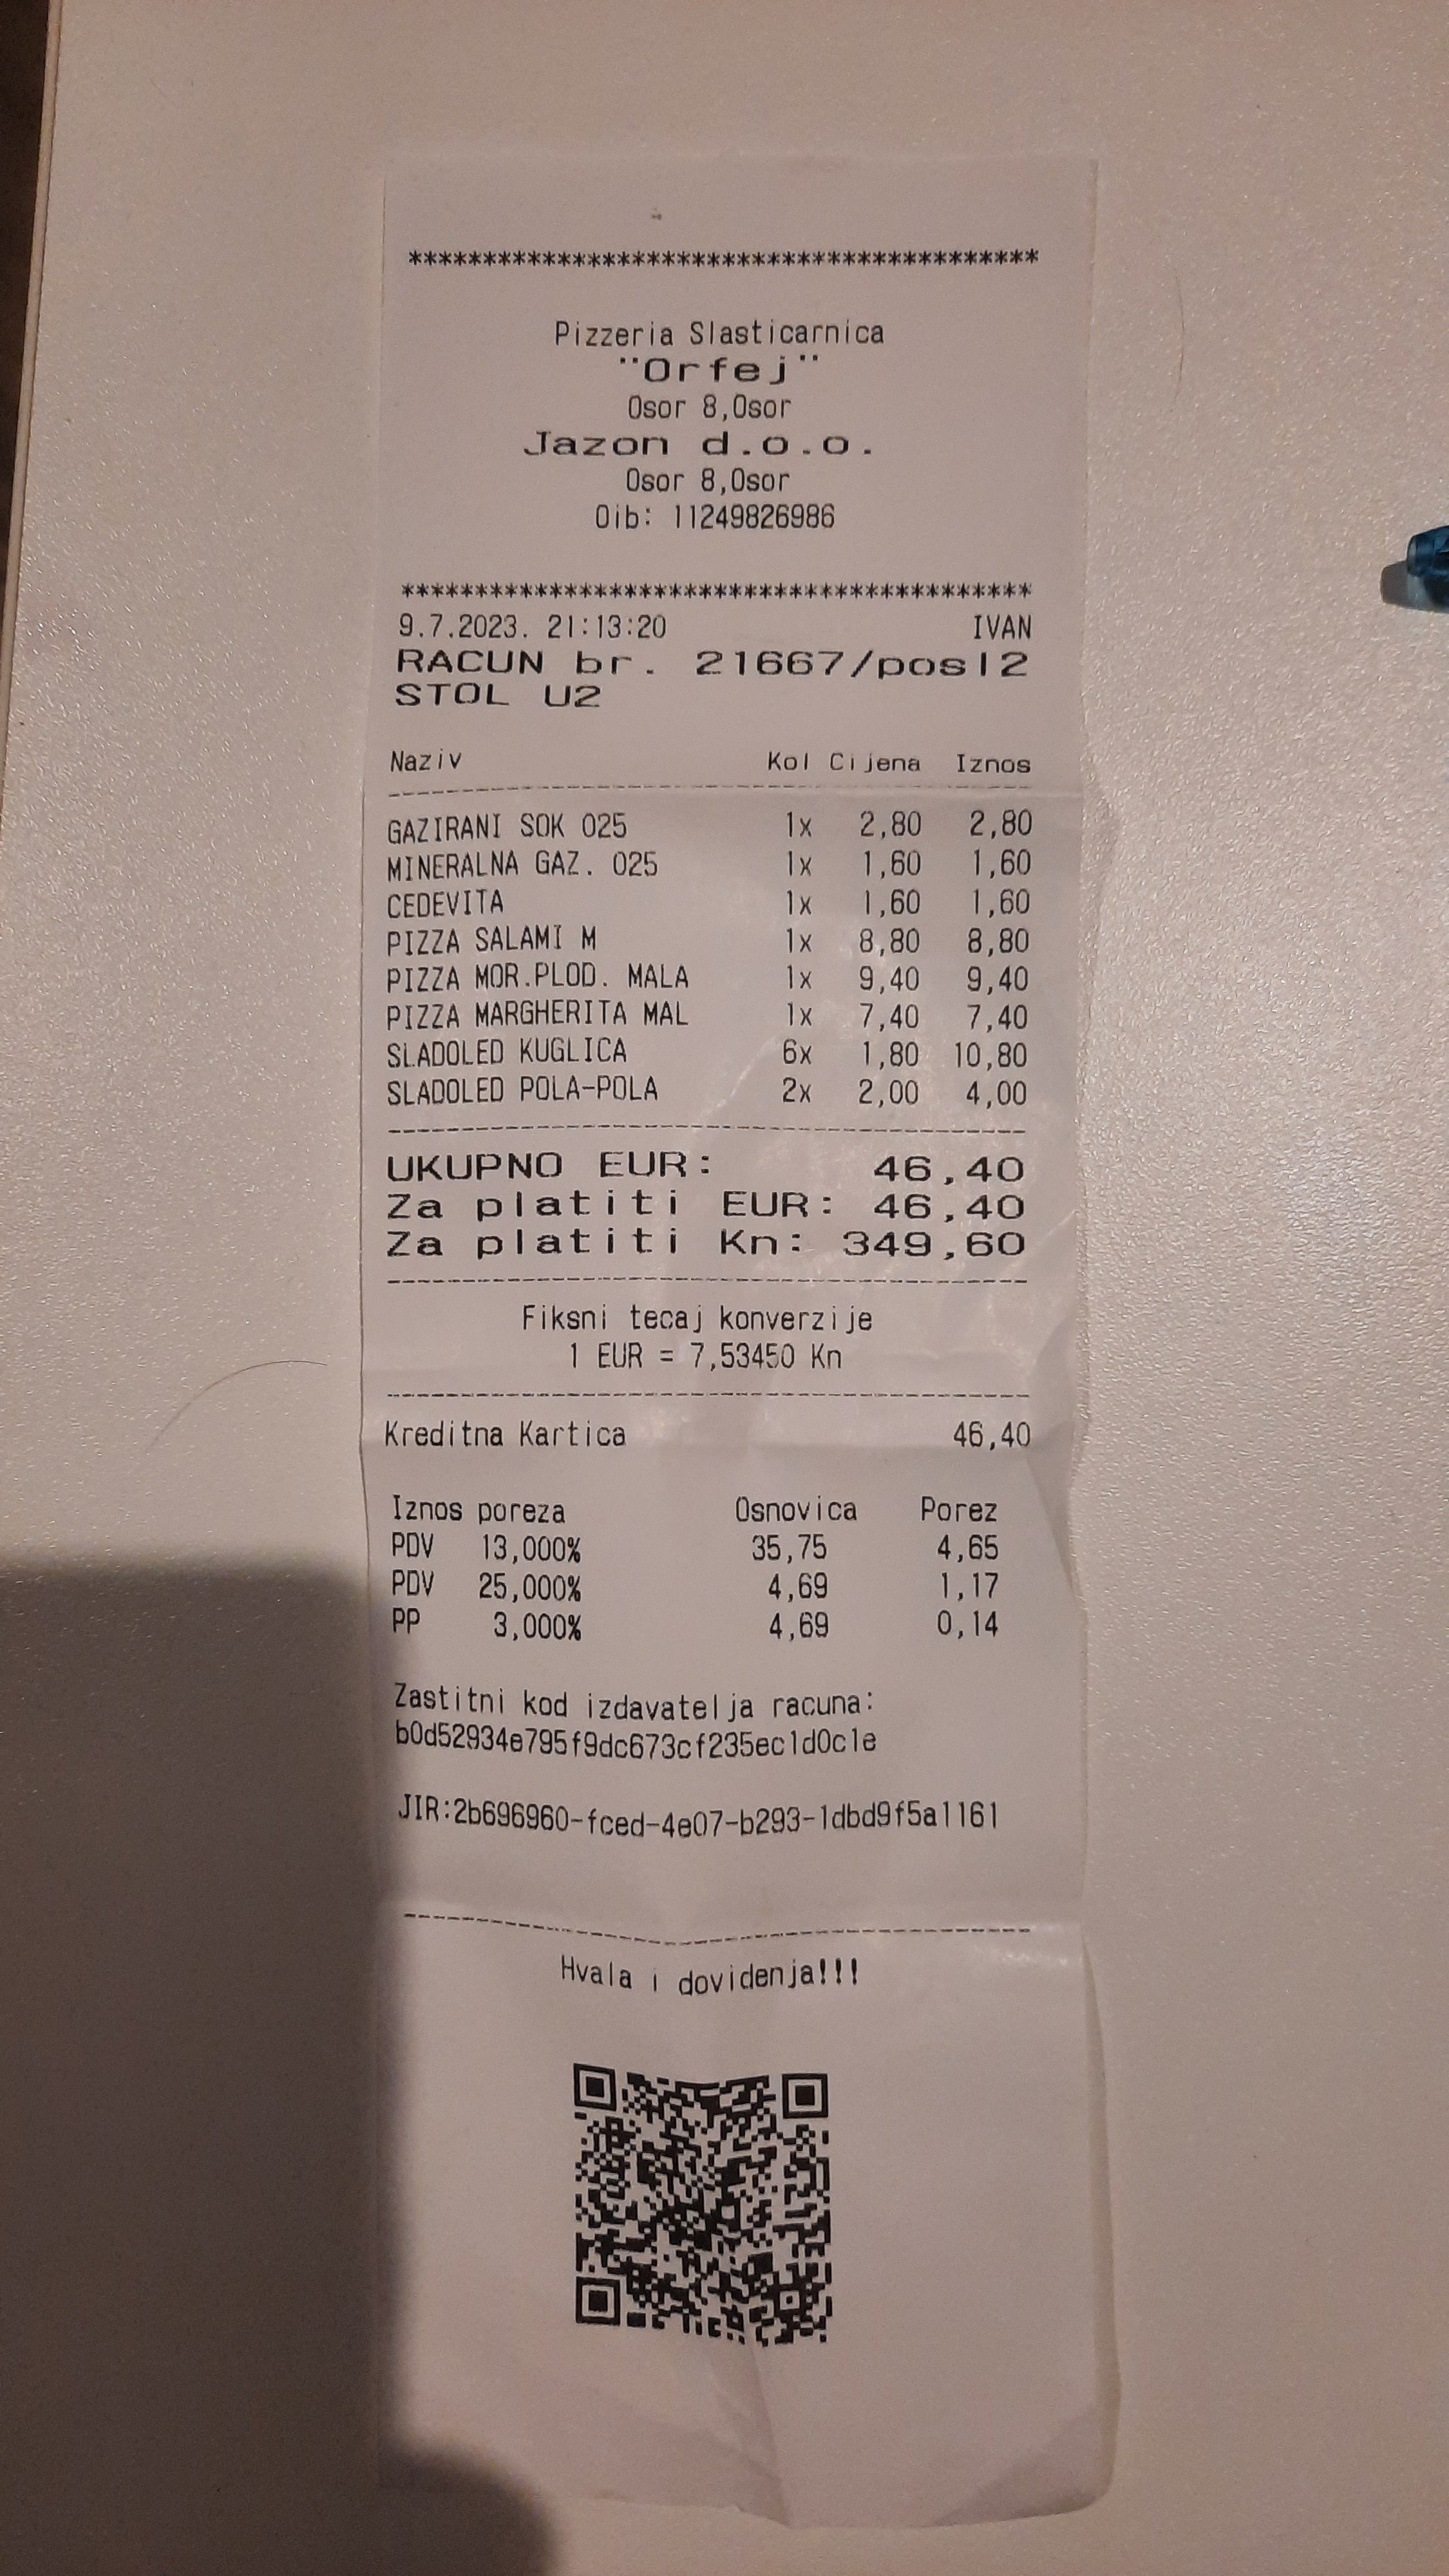 ******************************************
Pizzeria Slasticarnica
¨Orfej¨
Osor 8,Osor
Jazon d.o.o.
Osor 8,Osor
Oib: 11249826986
******************************************
9.7.2023. 21:13:20 IVAN
RACUN br. 21667/posl2
STOL U2
Naziv Kol Cijena Iznos
GAZIRANI SOK 025 1x 2,80 2,80
MINERALNA GAZ. 025 1x 1,60 1,60
CEDEVITA 1x 1,60 1,60
PIZZA SALAMI M 1x 8,80 8,80
PIZZA MOR.PLOD. MALA 1x 9,40 9,40
PIZZA MARGHERITA MAL 1x 7,40 7,40
SLADOLED KUGLICA 6x 1,80 10,80
SLADOLED POLA-POLA 2x 2,00 4,00
UKUPNO EUR: 46,40
Za platiti EUR: 46,40
Za platiti Kn: 349,60
Fiksni tecaj konverzije
1 EUR = 7,53450 Kn
Kreditna Kartica 46,40
Iznos poreza Osnovica Porez
PDV 13,000% 35,75 4,65
PDV 25,000% 4,69 1,17
PP 3,000% 4,69 0,14
Zastitni kod izdavatelja racuna:
b0d52934e795f9dc673cf235ec1d0c1e
JIR:2b696960-fced-4e07-b293-1dbd9f5a1161
Hvala i dovidenja!!!